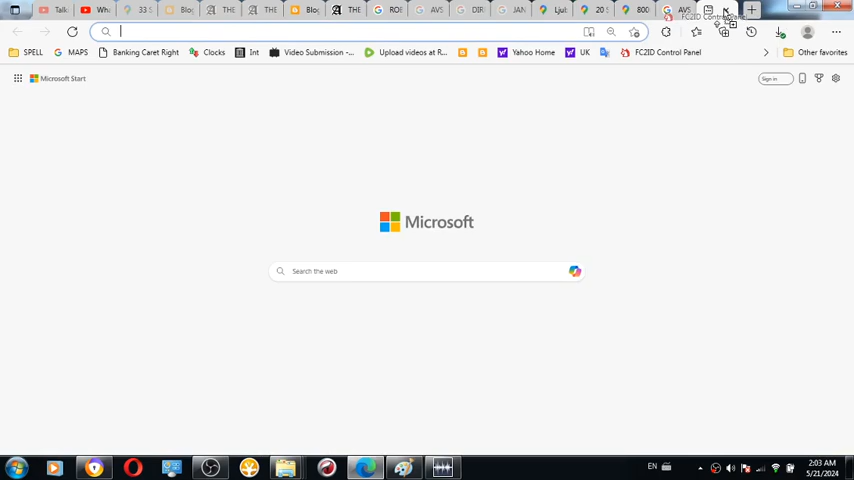 Talk Wha 33 S Blog THE THE Blog THE ROI AVS DIR JAN Ljul 20 S 800 AVS FC2ID Control Panel
SPELL MAPS Banking Caret Right Clocks Int Video Submission -... Upload videos at R... Yahoo Home UK FC2ID Control Panel Other favorites
Microsoft Start Sign in
Microsoft
Search the web
EN 2:03 AM
5/21/2024